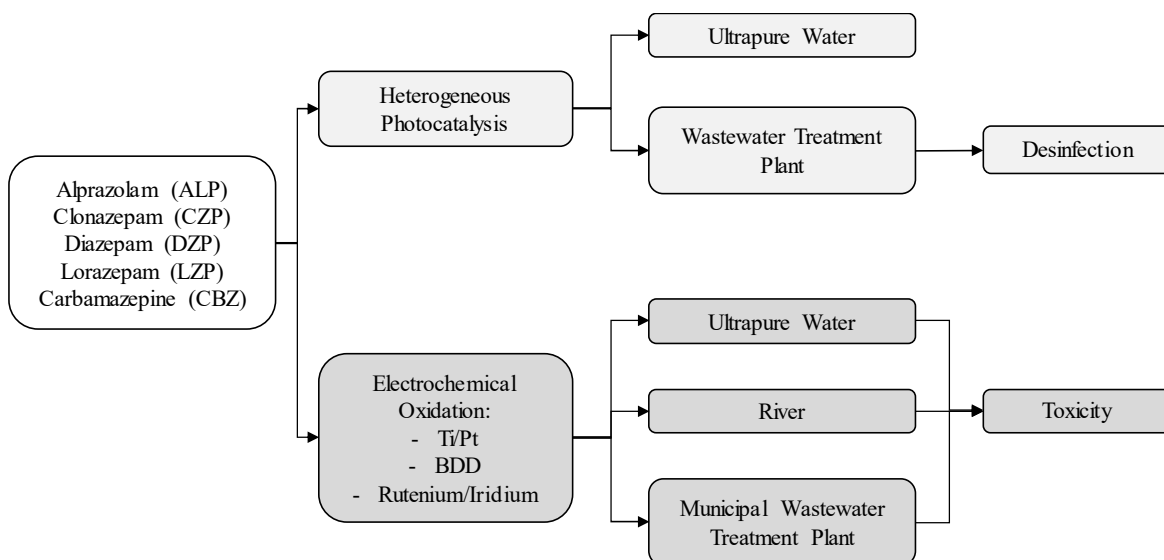 Alprazolam (ALP)
Clonazepam (CZP)
Diazepam (DZP)
Lorazepam (LZP)
Carbamazepine (CBZ)
Heterogeneous
Photocatalysis
Ultrapure Water
Wastewater Treatment
Plant
Desinfection
Electrochemical
Oxidation:
- Ti/Pt
- BDD
- Rutenium/Iridium
Ultrapure Water
River
Municipal Wastewater
Treatment Plant
Toxicity